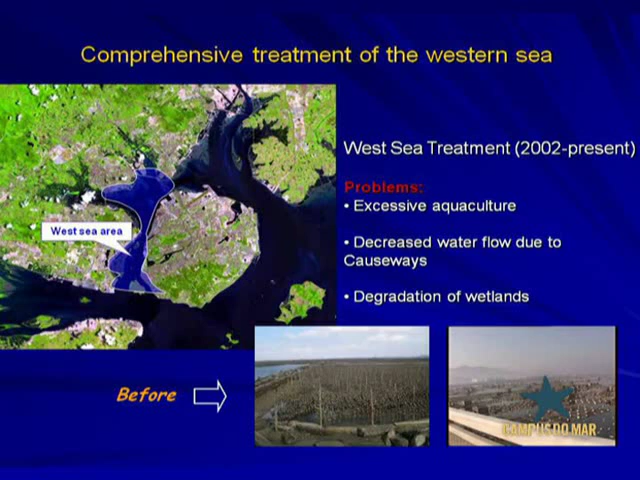 Comprehensive treatment of the western sea
West Sea Treatment (2002-present)
Problems:
• Excessive aquaculture
• Decreased water flow due to
Causeways
• Degradation of wetlands
West sea area
Before
CAMPUS DO MAR